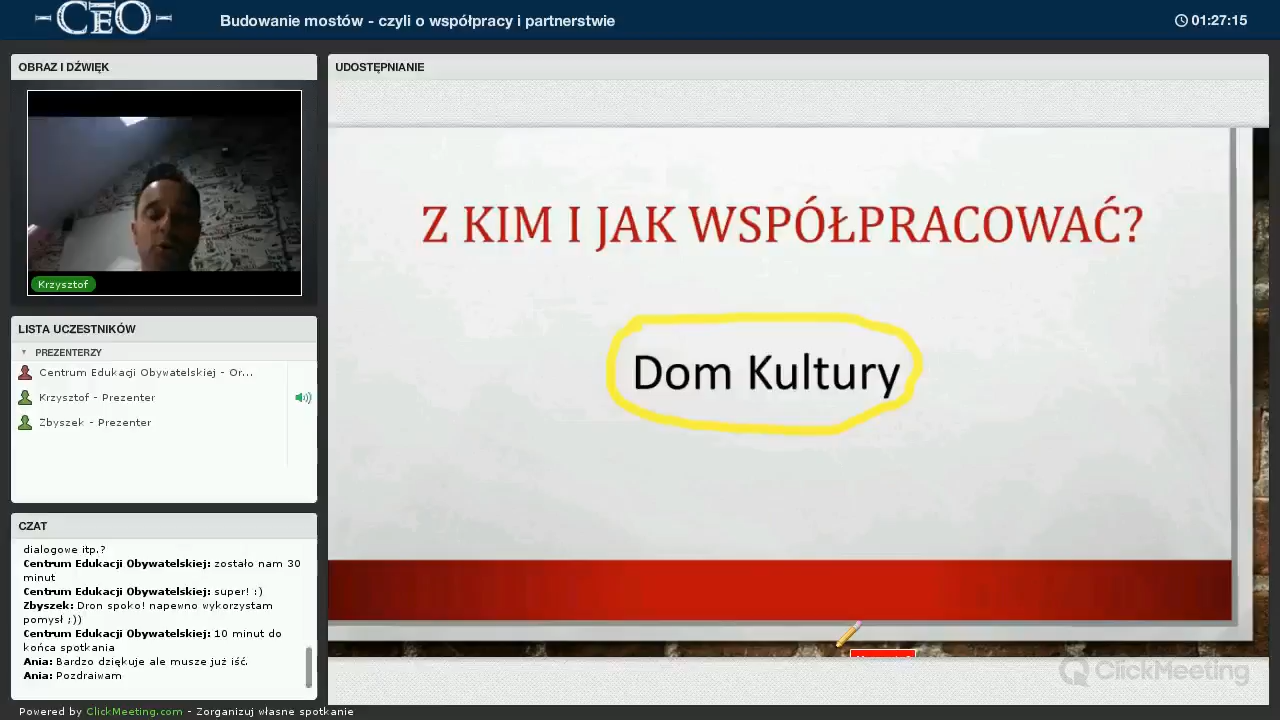 CEO
Budowanie mostów - czyli o współpracy i partnerstwie
01:27:15
OBRAZ I DŹWIĘK
Krzysztof
LISTA UCZESTNIKÓW
PREZENTERZY
Centrum Edukacji Obywatelskiej - Or...
Krzysztof - Prezenter
Zbyszek - Prezenter
CZAT
dialogowe itp.?
Centrum Edukacji Obywatelskiej: zostało nam 30
minut
Centrum Edukacji Obywatelskiej: super! :)
Zbyszek: Dron spoko! napewno wykorzystam
pomysł ;))
Centrum Edukacji Obywatelskiej: 10 minut do
końca spotkania
Ania: Bardzo dziękuje ale musze już iść.
Ania: Pozdraiwam
UDOSTĘPNIANIE
Z KIM I JAK WSPÓŁPRACOWAĆ?
Dom Kultury
ClickMeeting
Powered by ClickMeeting.com - Zorganizuj własne spotkanie